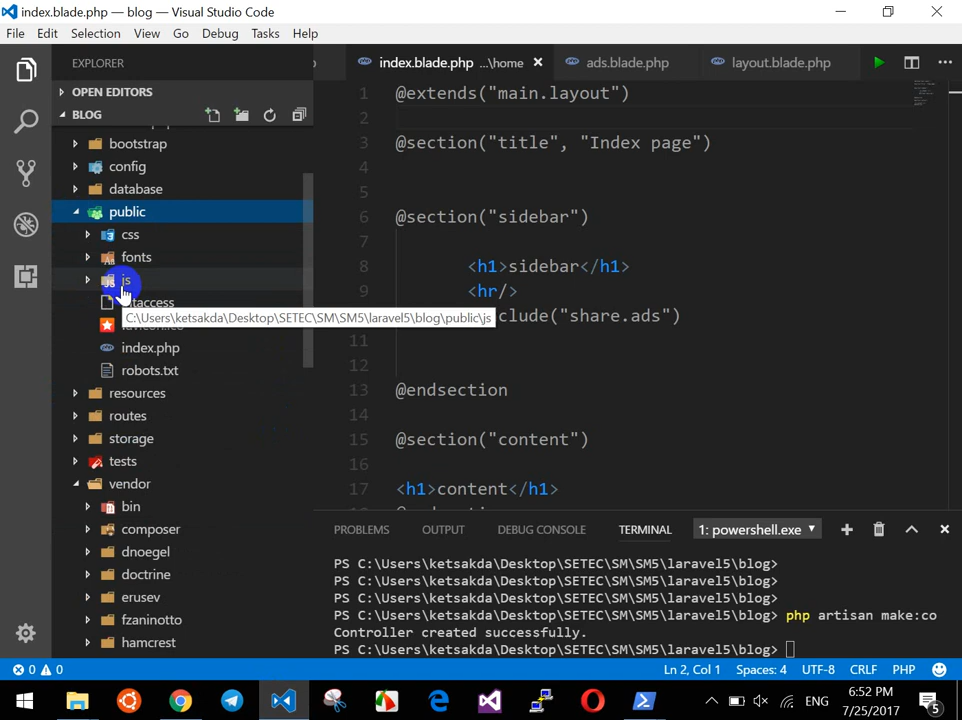 index.blade.php — blog — Visual Studio Code
File Edit Selection View Go Debug Tasks Help
EXPLORER
index.blade.php ...\home
ads.blade.php
layout.blade.php
OPEN EDITORS
BLOG
bootstrap
config
database
public
css
fonts
js
C:\Users\ketsakda\Desktop\SETEC\SM\SM5\laravel5\blog\public\js
index.php
robots.txt
resources
routes
storage
tests
vendor
bin
composer
dnoegel
doctrine
erusev
fzaninotto
hamcrest
1 @extends("main.layout")
2
3 @section("title", "Index page")
4
5
6 @section("sidebar")
7
8 <h1>sidebar</h1>
9 <hr/>
clude("share.ads")
11
12
13 @endsection
14
15 @section("content")
16
17 <h1>content</h1>
PROBLEMS OUTPUT DEBUG CONSOLE TERMINAL 1: powershell.exe
PS C:\Users\ketsakda\Desktop\SETEC\SM\SM5\laravel5\blog>
PS C:\Users\ketsakda\Desktop\SETEC\SM\SM5\laravel5\blog>
PS C:\Users\ketsakda\Desktop\SETEC\SM\SM5\laravel5\blog>
PS C:\Users\ketsakda\Desktop\SETEC\SM\SM5\laravel5\blog> php artisan make:co
Controller created successfully.
PS C:\Users\ketsakda\Desktop\SETEC\SM\SM5\laravel5\blog>
0 0 Ln 2, Col 1 Spaces: 4 UTF-8 CRLF PHP
ENG
6:52 PM
7/25/2017
5